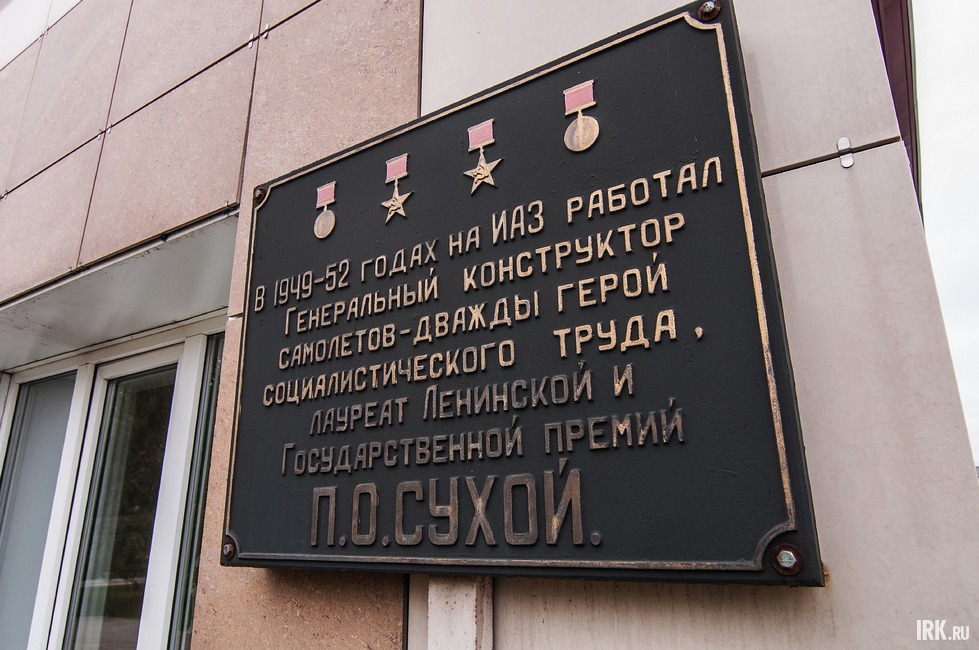 В 1949-52 ГОДАХ НА ИАЗ РАБОТАЛ
ГЕНЕРАЛЬНЫЙ КОНСТРУКТОР
САМОЛЕТОВ-ДВАЖДЫ ГЕРОЙ
СОЦИАЛИСТИЧЕСКОГО ТРУДА,
ЛАУРЕАТ ЛЕНИНСКОЙ И
ГОСУДАРСТВЕННОЙ ПРЕМИЙ
П.О.СУХОЙ.
IRK.RU